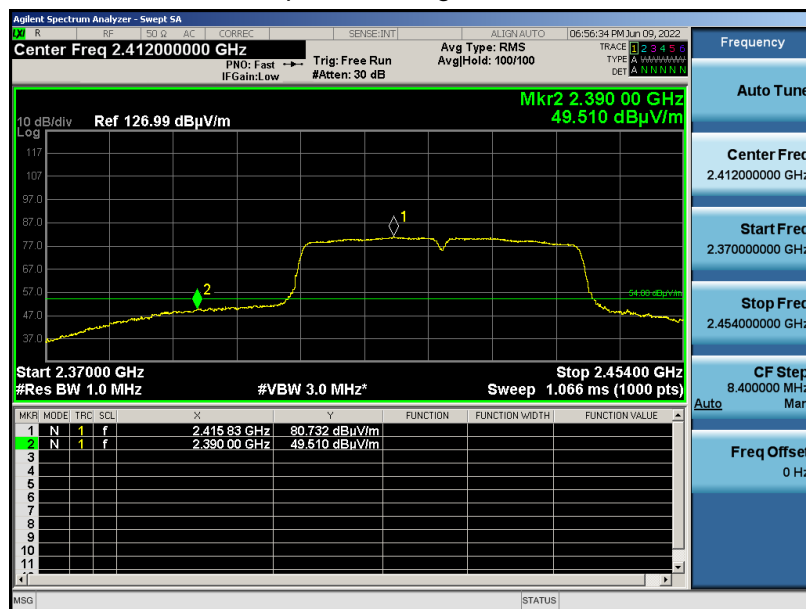 Agilent Spectrum Analyzer - Swept SA
LXI R RF 50 Ω AC CORREC SENSE:INT ALIGN AUTO 06:56:34 PM Jun 09, 2022
Center Freq 2.412000000 GHz
PNO: Fast
IFGain:Low
Trig: Free Run
#Atten: 30 dB
Avg Type: RMS
Avg|Hold: 100/100
TRACE 1 2 3 4 5 6
TYPE A WWWWW
DET A N N N N N
Mkr2 2.390 00 GHz
49.510 dBµV/m
10 dB/div Ref 126.99 dBµV/m
Log
117
107
97.0
87.0
77.0
67.0
57.0
47.0
37.0
1
2
54.00 dBµV/m
Start 2.37000 GHz Stop 2.45400 GHz
#Res BW 1.0 MHz #VBW 3.0 MHz* Sweep 1.066 ms (1000 pts)
MKR MODE TRC SCL X Y FUNCTION FUNCTION WIDTH FUNCTION VALUE
1 N 1 f 2.415 83 GHz 80.732 dBµV/m
2 N 1 f 2.390 00 GHz 49.510 dBµV/m
3
4
5
6
7
8
9
10
11
MSG STATUS
Frequency
Auto Tune
Center Freq
2.412000000 GHz
Start Freq
2.370000000 GHz
Stop Freq
2.454000000 GHz
CF Step
8.400000 MHz
Auto Man
Freq Offset
0 Hz